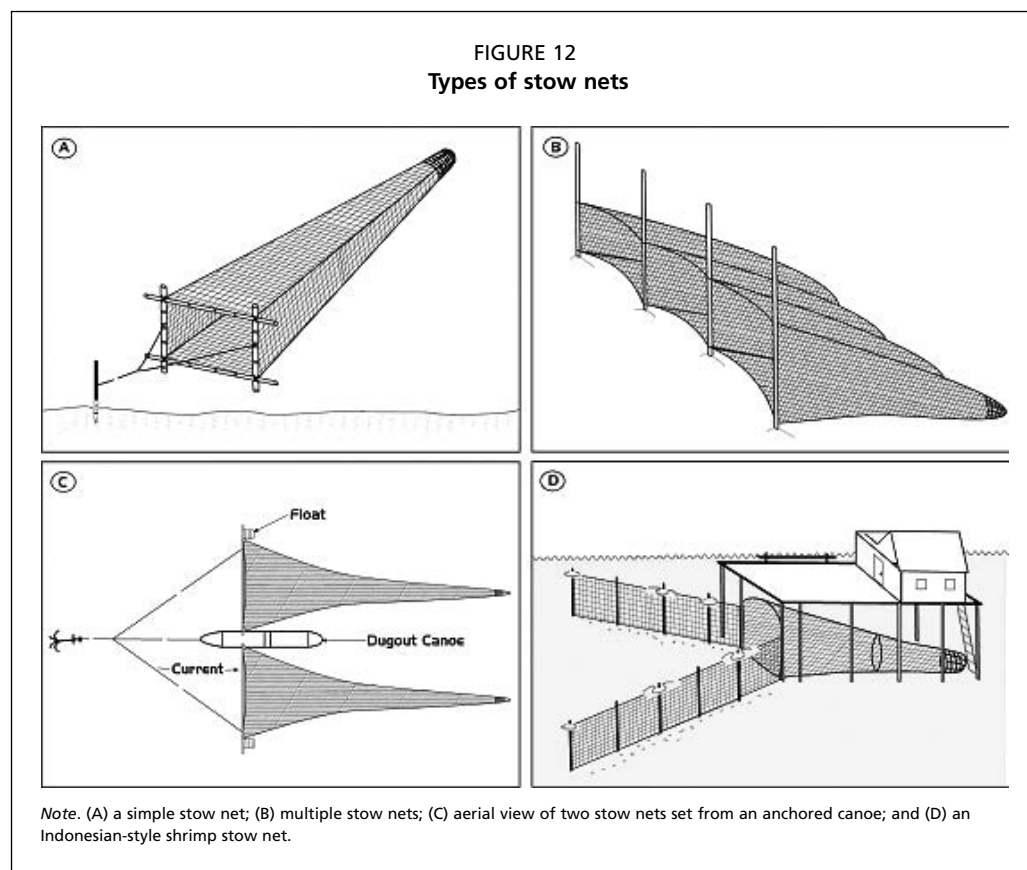 FIGURE 12
Types of stow nets
A
B
C
Float
Dugout Canoe
Current
D
Note. (A) a simple stow net; (B) multiple stow nets; (C) aerial view of two stow nets set from an anchored canoe; and (D) an
Indonesian-style shrimp stow net.